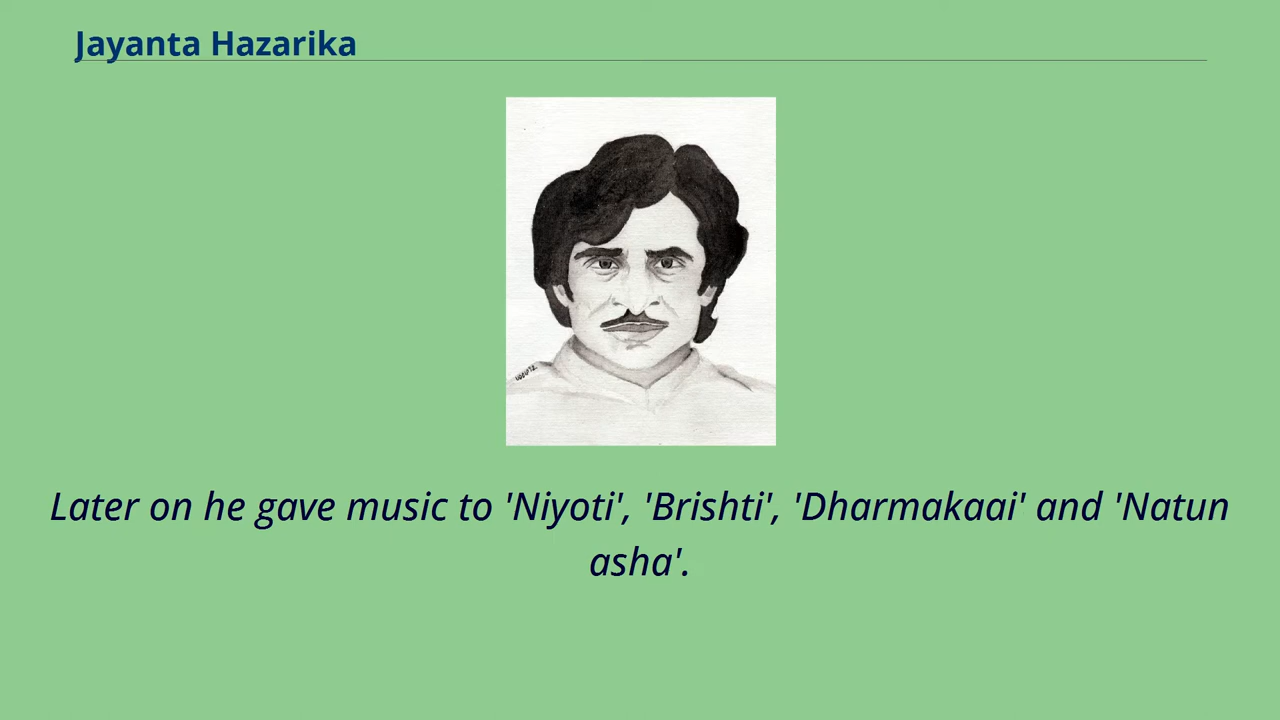 Jayanta Hazarika
Later on he gave music to 'Niyoti', 'Brishti', 'Dharmakaai' and 'Natun
asha'.